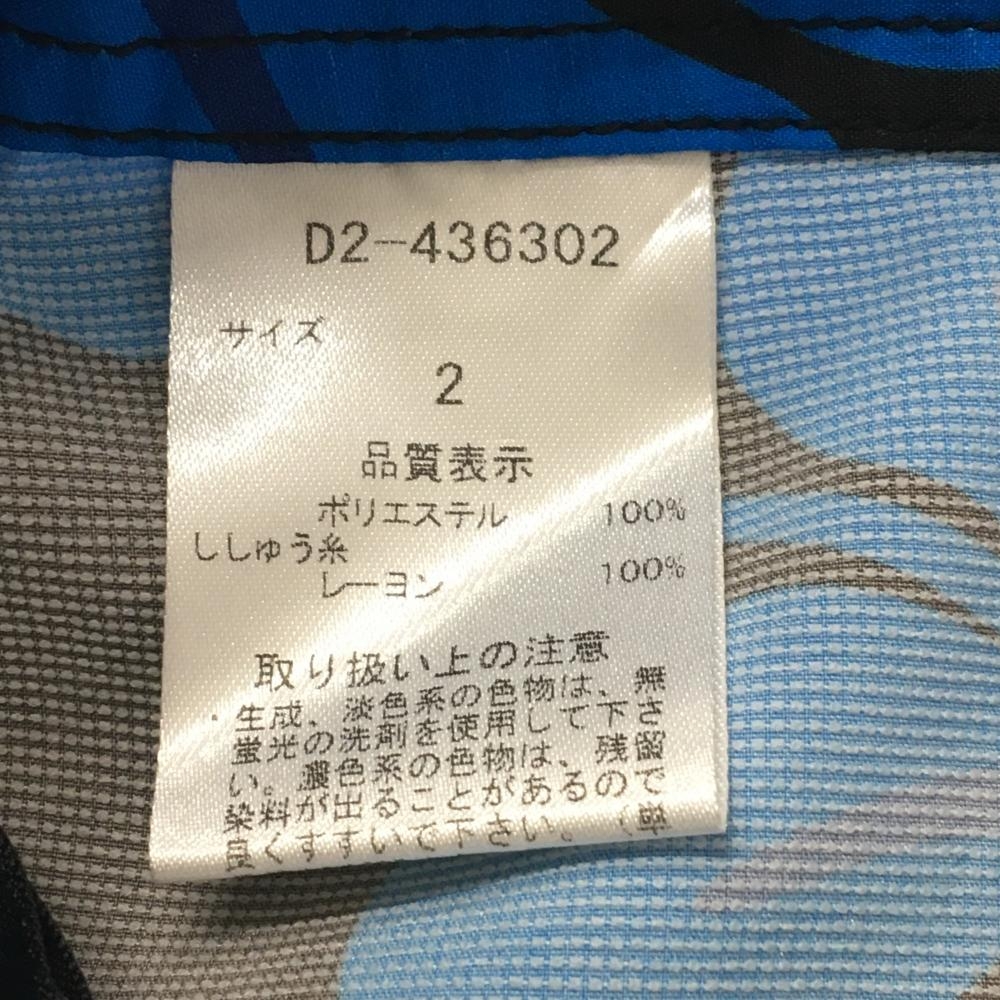 D2-436302
サイズ
2
品質表示
ポリエステル 100%
ししゅう糸
レーヨン 100%
取り扱い上の注意
・生成、淡色系の色物は、無
蛍光の洗剤を使用して下さ
い。濃色系の色物は、残留
染料が出ることがあるので
良くすすいで下さい。